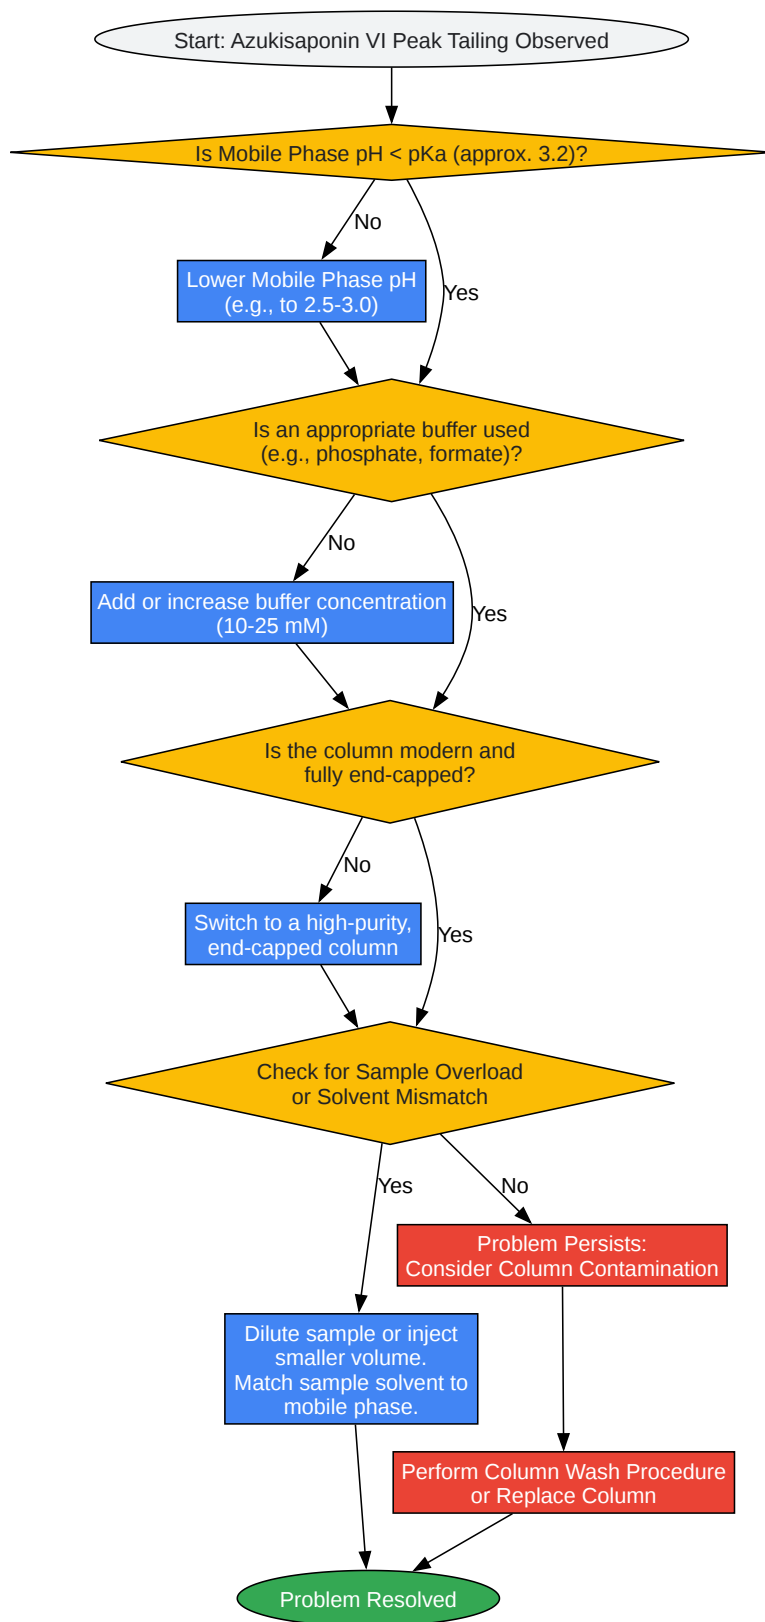 Start: Azukisaponin VI Peak Tailing Observed
Is Mobile Phase pH < pKa (approx. 3.2)?
No
Lower Mobile Phase pH
(e.g., to 2.5-3.0)
Yes
Is an appropriate buffer used
(e.g., phosphate, formate)?
No
Add or increase buffer concentration
(10-25 mM)
Yes
Is the column modern and
fully end-capped?
No
Switch to a high-purity,
end-capped column
Yes
Check for Sample Overload
or Solvent Mismatch
Yes
No
Problem Persists:
Consider Column Contamination
Dilute sample or inject
smaller volume.
Match sample solvent to
mobile phase.
Perform Column Wash Procedure
or Replace Column
Problem Resolved